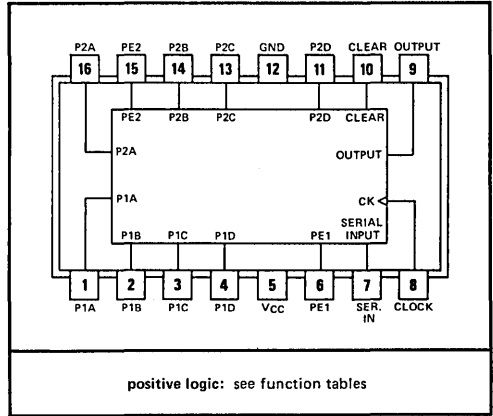 P2A PE2 P2B P2C GND P2D CLEAR OUTPUT
16 15 14 13 12 11 10 9
PE2 P2B P2C P2D CLEAR
P2A
OUTPUT
P1A
CK
SERIAL
INPUT
P1B P1C P1D PE1
1 2 3 4 5 6 7 8
P1A P1B P1C P1D VCC PE1 SER. IN CLOCK
positive logic: see function tables